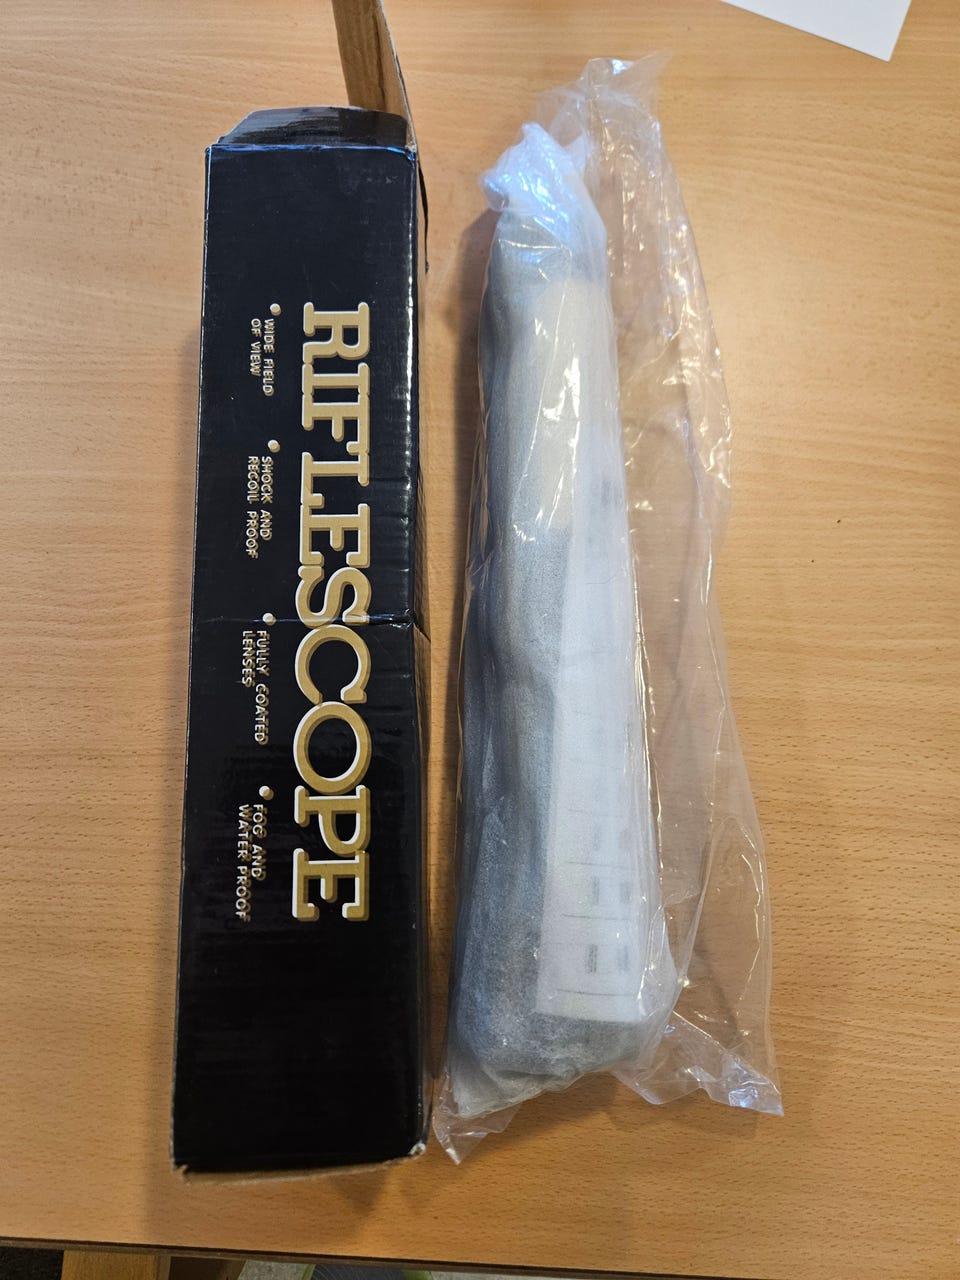 RIFLESCOPE
WIDE FIELD
OF VIEW
SHOCK AND
RECOIL PROOF
FULLY COATED
LENSES
FOG AND
WATER PROOF